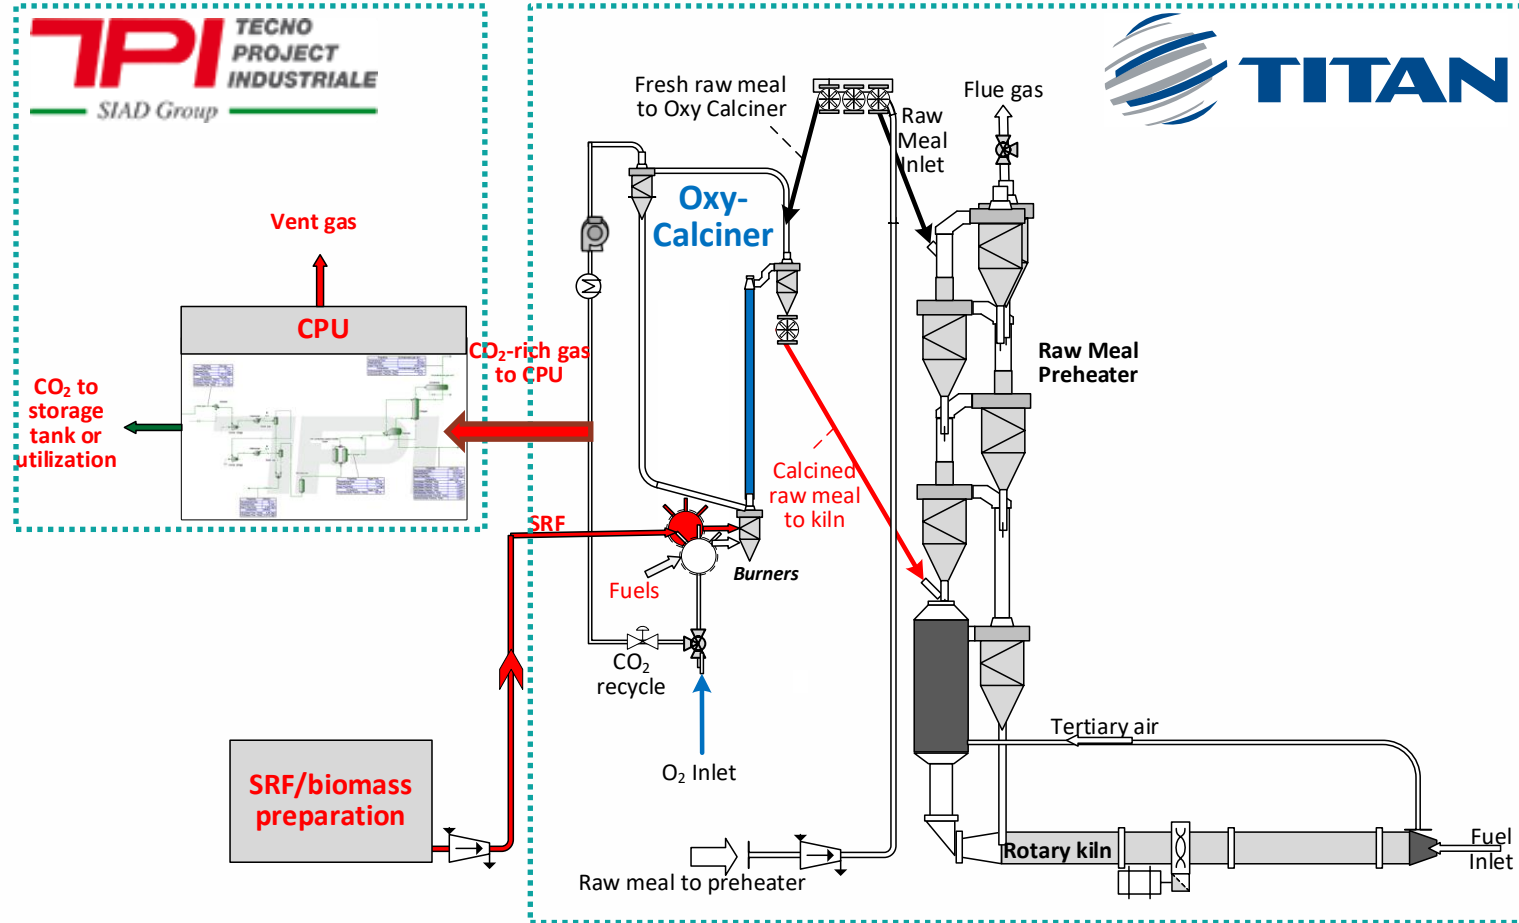 TPI
TECNO
PROJECT
INDUSTRIALE
SIAD Group
TITAN
Fresh raw meal
to Oxy Calciner
Raw
Meal
Inlet
Flue gas
Oxy-
Calciner
Vent gas
CPU
CO₂-rich gas
to CPU
CO₂ to
storage
tank or
utilization
TPI
Raw Meal
Preheater
Calcined
raw meal
to kiln
SRF
Burners
Fuels
CO₂
recycle
O₂ Inlet
Tertiary air
SRF/biomass
preparation
Rotary kiln
Fuel
Inlet
Raw meal to preheater